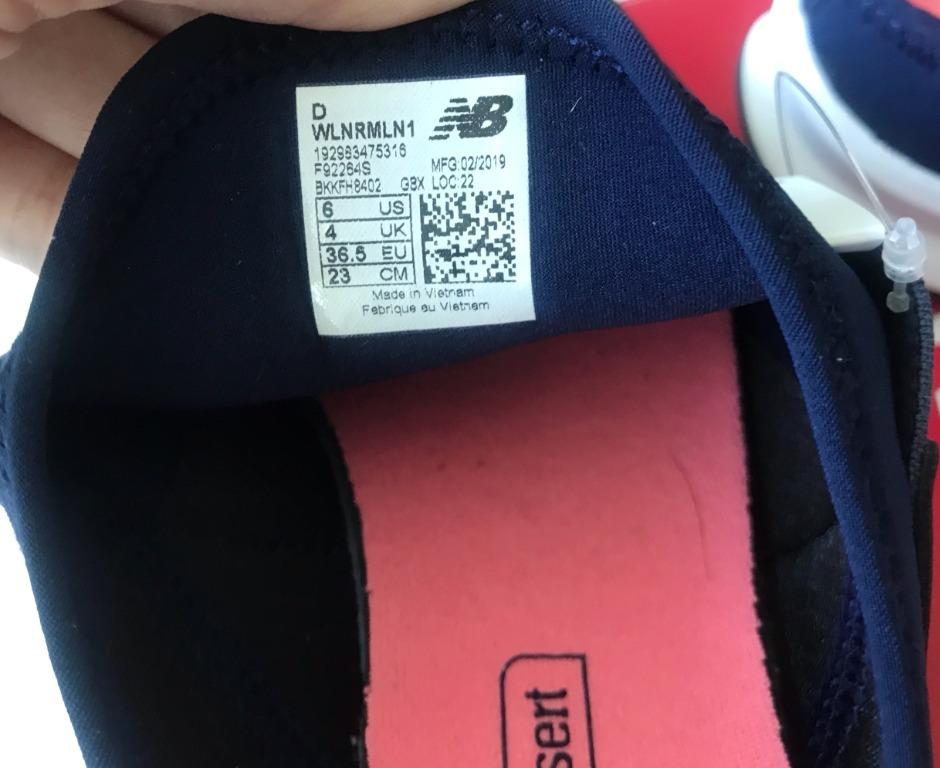 D
WLNRMLN1
NB
192983475316
F92264S MFG:02/2019
BKKFH8402 GBX LOC:22
6 US
4 UK
36.5 EU
23 CM
Made in Vietnam
Fabrique au Vietnam
sert